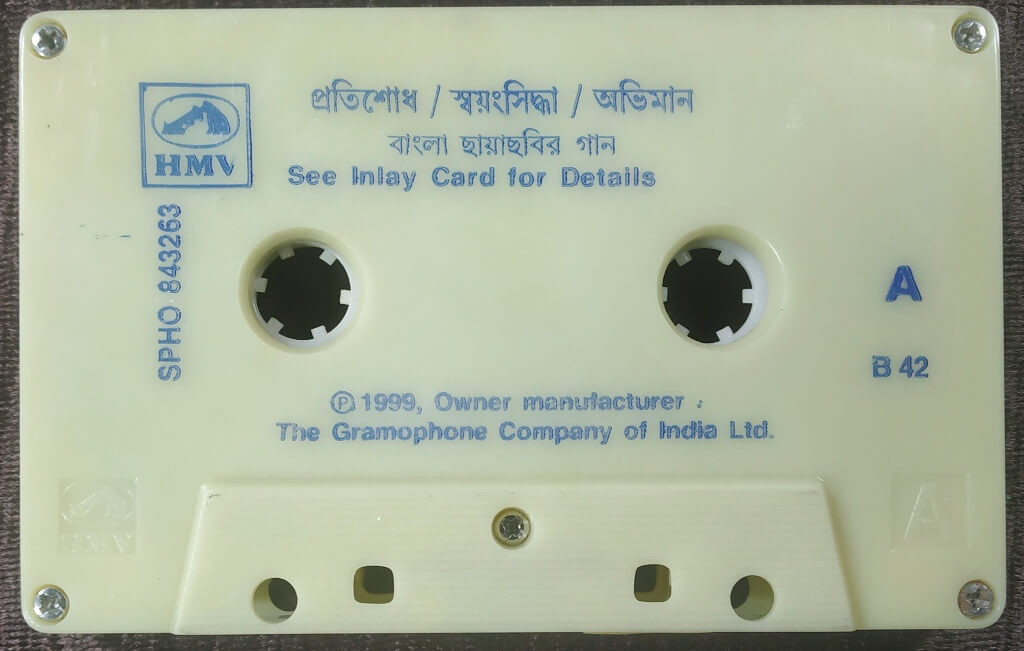 প্রতিশোধ / স্বয়ংসিদ্ধা / অভিমান
বাংলা ছায়াছবির গান
See Inlay Card for Details
HMV
SPHO 843263
A
B 42
Ⓟ 1999, Owner manufacturer :
The Gramophone Company of India Ltd.
HMV
A